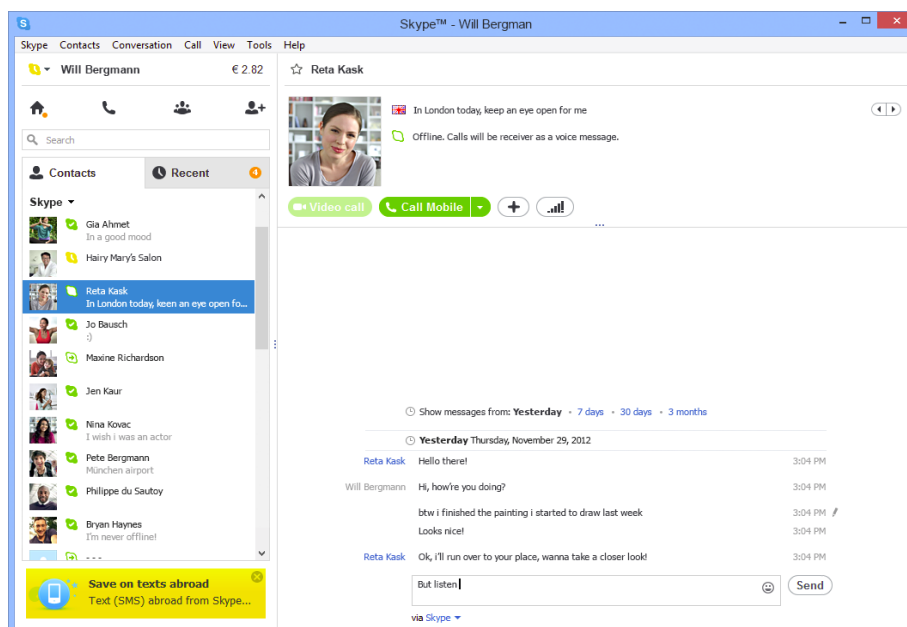 Skype™ - Will Bergman
Skype Contacts Conversation Call View Tools Help
Will Bergmann € 2.82
Reta Kask
In London today, keep an eye open for me
Offline. Calls will be receiver as a voice message.
Search
Contacts Recent 4
Video call Call Mobile
Skype
Gia Ahmet
In a good mood
Hairy Mary's Salon
Reta Kask
In London today, keen an eye open fo...
Jo Bausch
:)
Maxine Richardson
Jen Kaur
Nina Kovac
I wish i was an actor
Pete Bergmann
München airport
Philippe du Sautoy
Bryan Haynes
I'm never offline!
- - -
Save on texts abroad
Text (SMS) abroad from Skype...
Show messages from: Yesterday • 7 days • 30 days • 3 months
Yesterday Thursday, November 29, 2012
Reta Kask Hello there! 3:04 PM
Will Bergmann Hi, how're you doing? 3:04 PM
btw i finished the painting i started to draw last week 3:04 PM
Looks nice! 3:04 PM
Reta Kask Ok, i'll run over to your place, wanna take a closer look! 3:04 PM
But listen
Send
via Skype